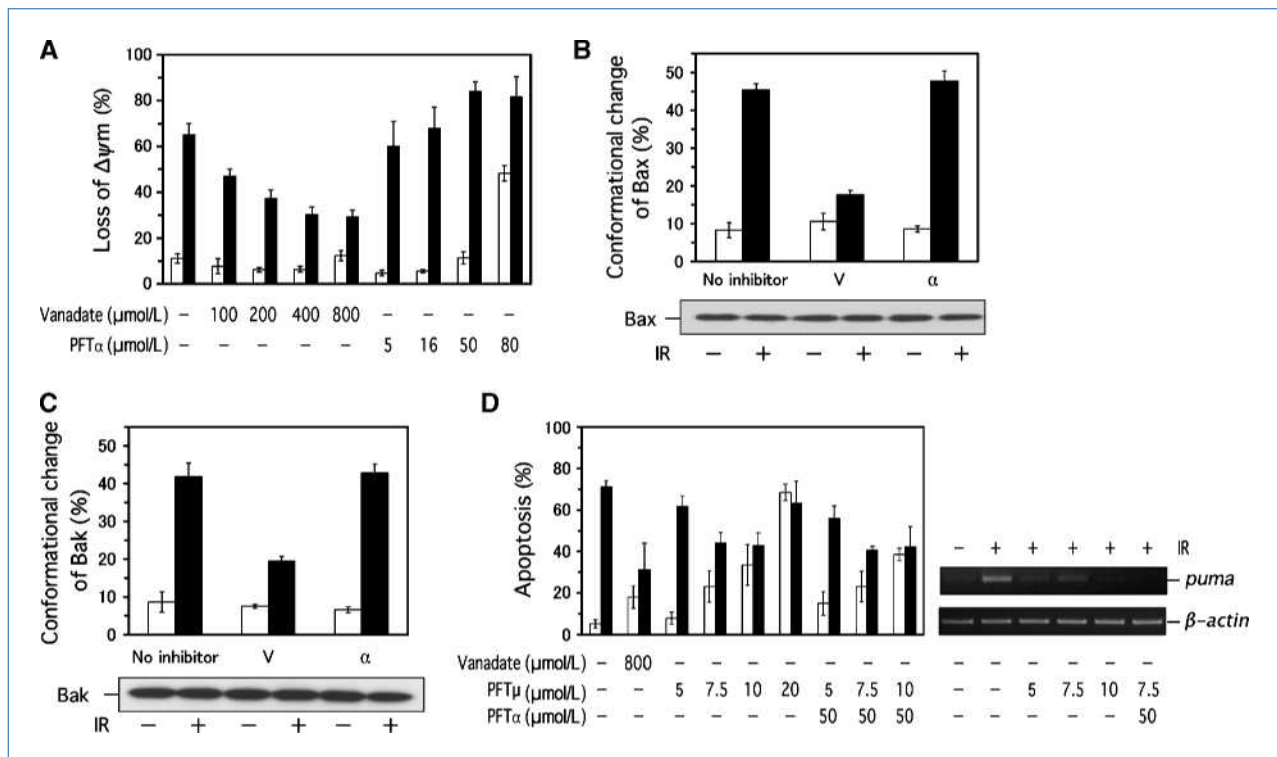 A
Loss of Δψm (%)
100
80
60
40
20
0
Vanadate (μmol/L) – 100 200 400 800 – – – –
PFTα (μmol/L) – – – – – 5 16 50 80
B
Conformational change
of Bax (%)
50
40
30
20
10
0
No inhibitor V α
Bax
IR – + – + – +
C
Conformational change
of Bak (%)
50
40
30
20
10
0
No inhibitor V α
Bak
IR – + – + – +
D
Apoptosis (%)
100
80
60
40
20
0
Vanadate (μmol/L) – 800 – – – – – – –
PFTμ (μmol/L) – – 5 7.5 10 20 5 7.5 10
PFTα (μmol/L) – – – – – – 50 50 50
– + + + + + IR
puma
β-actin
– – – – – –
– – 5 7.5 10 7.5
– – – – – 50